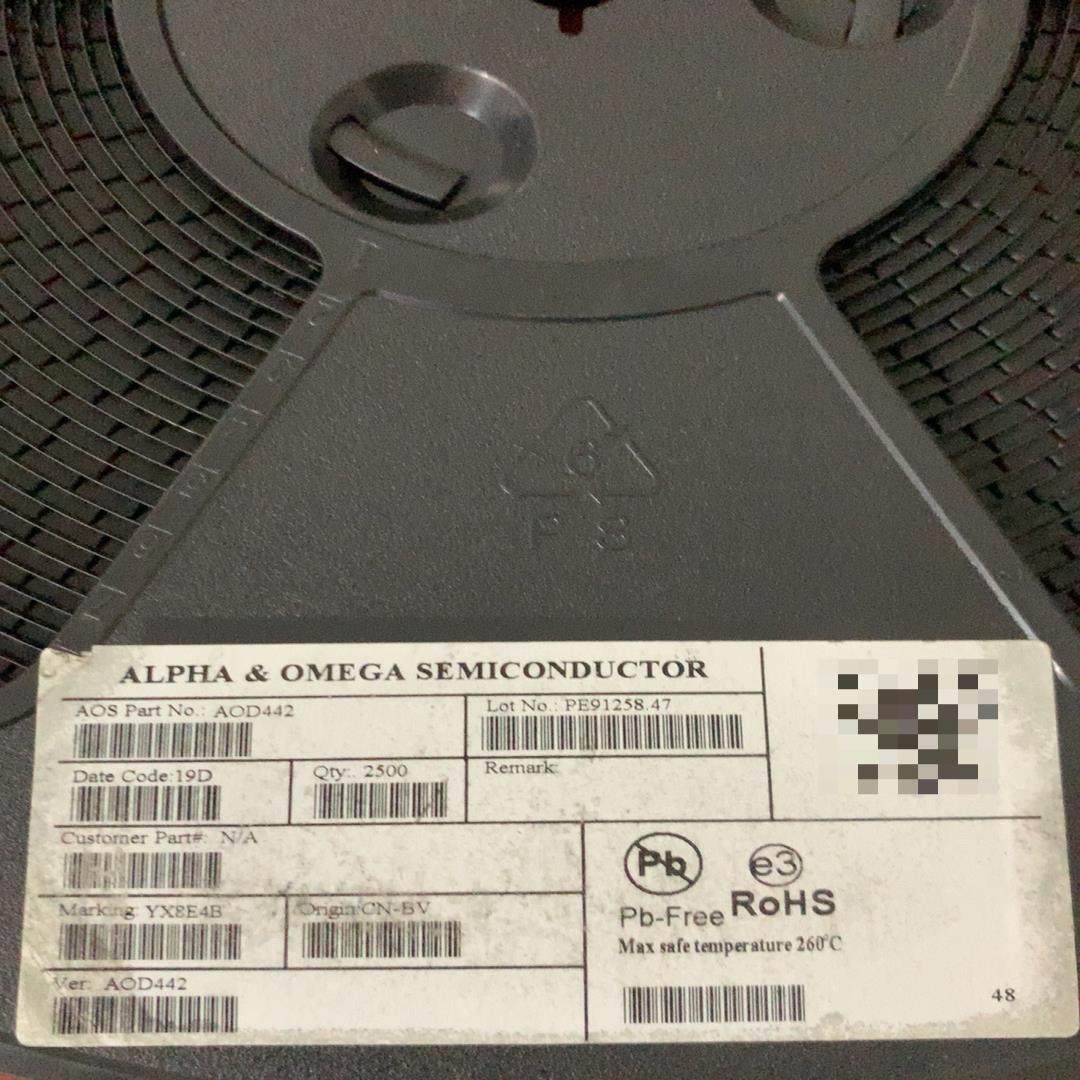 6
PS
ALPHA & OMEGA SEMICONDUCTOR
AOS Part No.: AOD442
Lot No.: PE91258.47
Date Code:19D
Qty:. 2500
Remark:
Customer Part#: N/A
Marking: YX8E4B
Origin:CN-BV
Ver: AOD442
Pb
e3
Pb-Free
RoHS
Max safe temperature 260°C
48